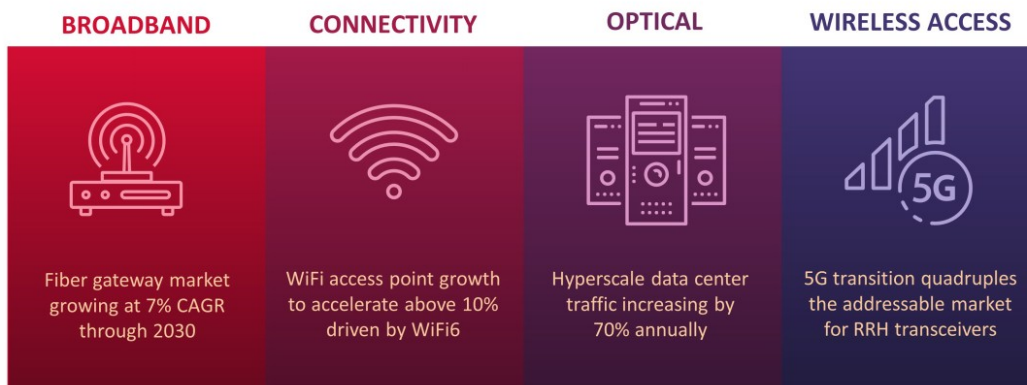 BROADBAND
Fiber gateway market
growing at 7% CAGR
through 2030
CONNECTIVITY
WiFi access point growth
to accelerate above 10%
driven by WiFi6
OPTICAL
Hyperscale data center
traffic increasing by
70% annually
WIRELESS ACCESS
5G
5G transition quadruples
the addressable market
for RRH transceivers